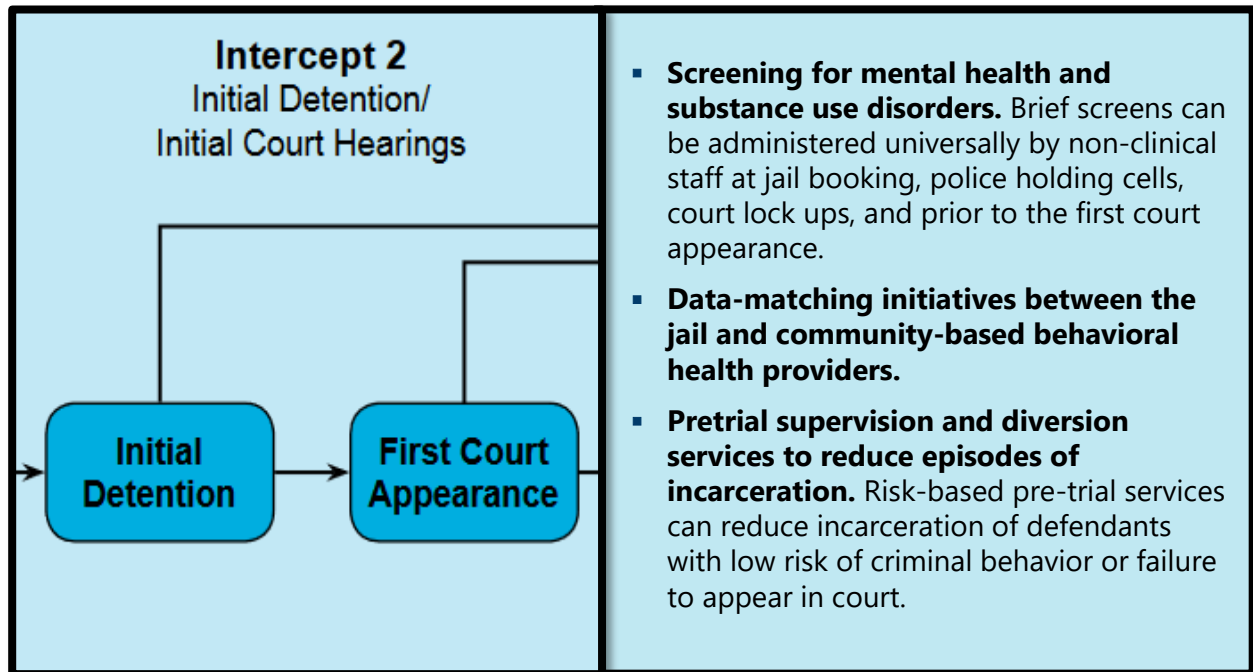 Intercept 2
Initial Detention/
Initial Court Hearings
Initial
Detention
First Court
Appearance
▪ Screening for mental health and
substance use disorders. Brief screens can
be administered universally by non-clinical
staff at jail booking, police holding cells,
court lock ups, and prior to the first court
appearance.
▪ Data-matching initiatives between the
jail and community-based behavioral
health providers.
▪ Pretrial supervision and diversion
services to reduce episodes of
incarceration. Risk-based pre-trial services
can reduce incarceration of defendants
with low risk of criminal behavior or failure
to appear in court.